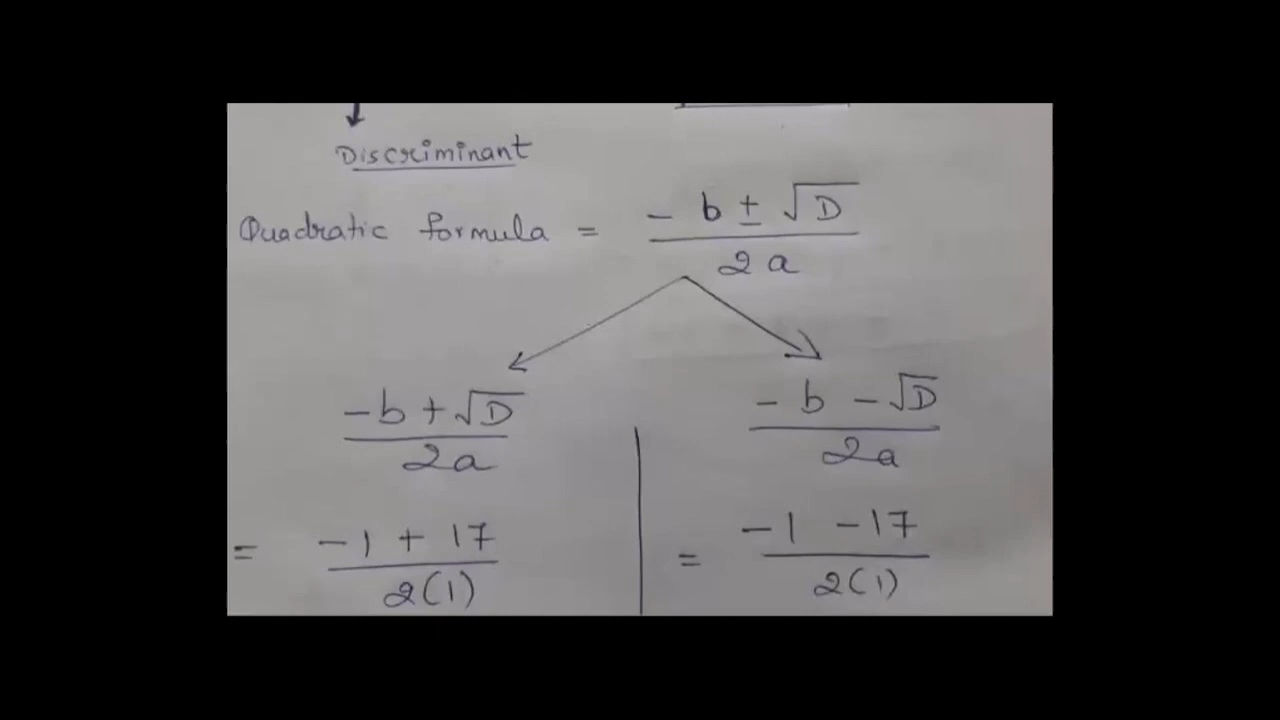 Discriminant
Quadratic formula = - b ± √D / 2a
-b + √D / 2a
- b - √D / 2a
= -1 + 17 / 2(1)
= -1 - 17 / 2(1)